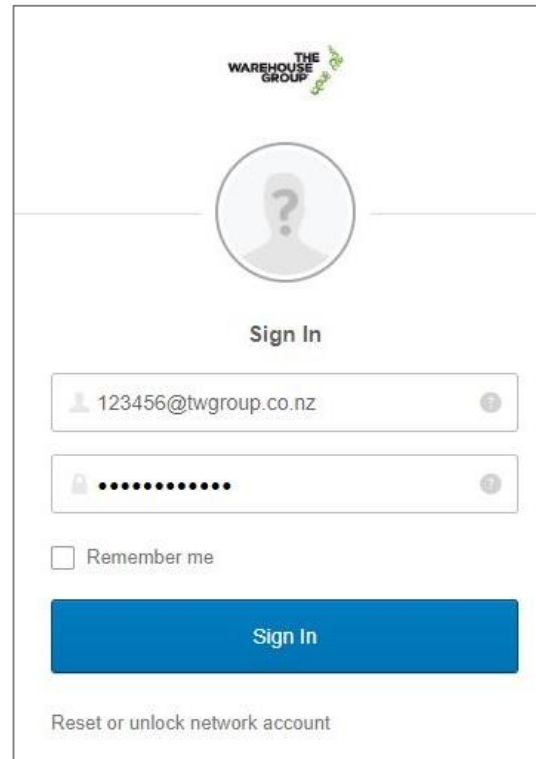 THE
WAREHOUSE
GROUP
?
Sign In
123456@twgroup.co.nz ?
•••••••••••• ?
Remember me
Sign In
Reset or unlock network account